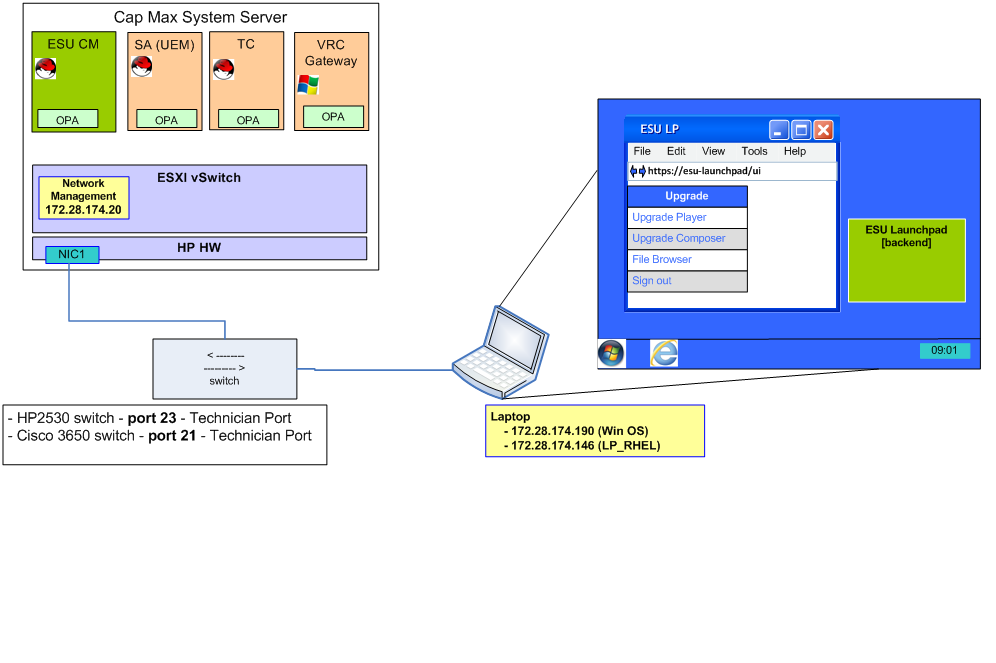 Cap Max System Server
ESU CM
SA (UEM)
TC
VRC
Gateway
OPA
OPA
OPA
OPA
ESXI vSwitch
Network
Management
172.28.174.20
HP HW
NIC1
< --------
--------- >
switch
- HP2530 switch - port 23 - Technician Port
- Cisco 3650 switch - port 21 - Technician Port
Laptop
- 172.28.174.190 (Win OS)
- 172.28.174.146 (LP_RHEL)
ESU LP
File Edit View Tools Help
https://esu-launchpad/ui
Upgrade
Upgrade Player
Upgrade Composer
File Browser
Sign out
ESU Launchpad
[backend]
09:01